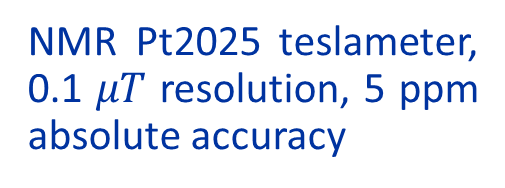 NMR Pt2025 teslameter,
0.1 μT resolution, 5 ppm
absolute accuracy